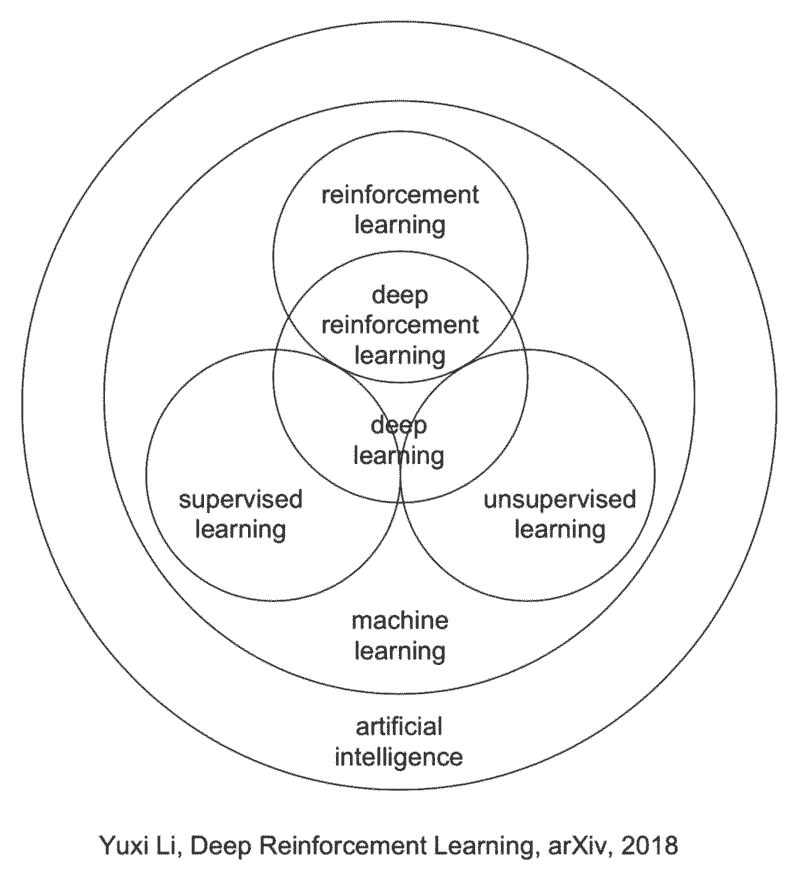 reinforcement
learning
deep
reinforcement
learning
deep
learning
supervised
learning
unsupervised
learning
machine
learning
artificial
intelligence
Yuxi Li, Deep Reinforcement Learning, arXiv, 2018